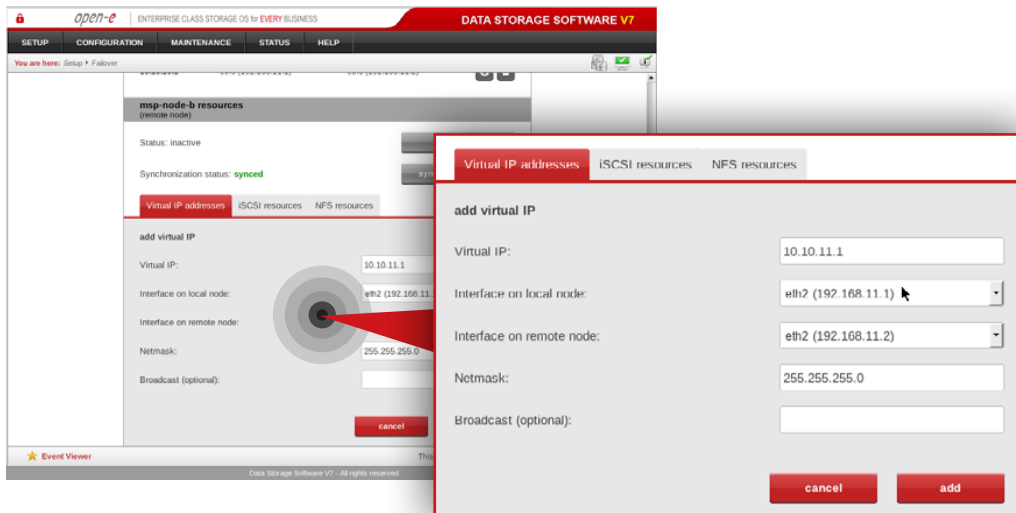 open-e ENTERPRISE CLASS STORAGE OS for EVERY BUSINESS DATA STORAGE SOFTWARE V7
SETUP CONFIGURATION MAINTENANCE STATUS HELP
You are here: Setup Failover
msp-node-b resources
(remote node)
Status: inactive
Synchronization status: synced
syn
Virtual IP addresses iSCSI resources NFS resources
add virtual IP
Virtual IP: 10.10.11.1
Interface on local node: eth2 (192.168.11.
Interface on remote node:
Netmask: 255.255.255.0
Broadcast (optional):
cancel
Event Viewer This
Data Storage Software V7 - All rights reserved
Virtual IP addresses iSCSI resources NFS resources
add virtual IP
Virtual IP: 10.10.11.1
Interface on local node: eth2 (192.168.11.1)
Interface on remote node: eth2 (192.168.11.2)
Netmask: 255.255.255.0
Broadcast (optional):
cancel add